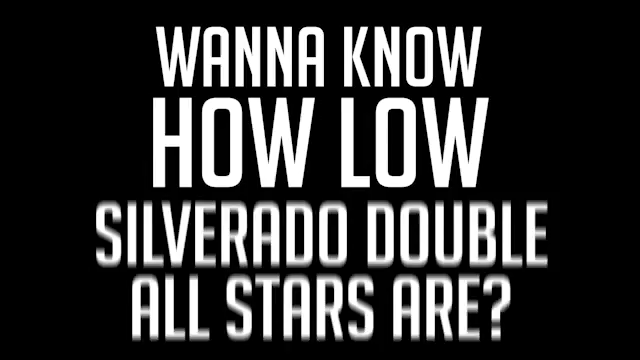 WANNA KNOW
HOW LOW
SILVERADO DOUBLE
ALL STARS ARE?